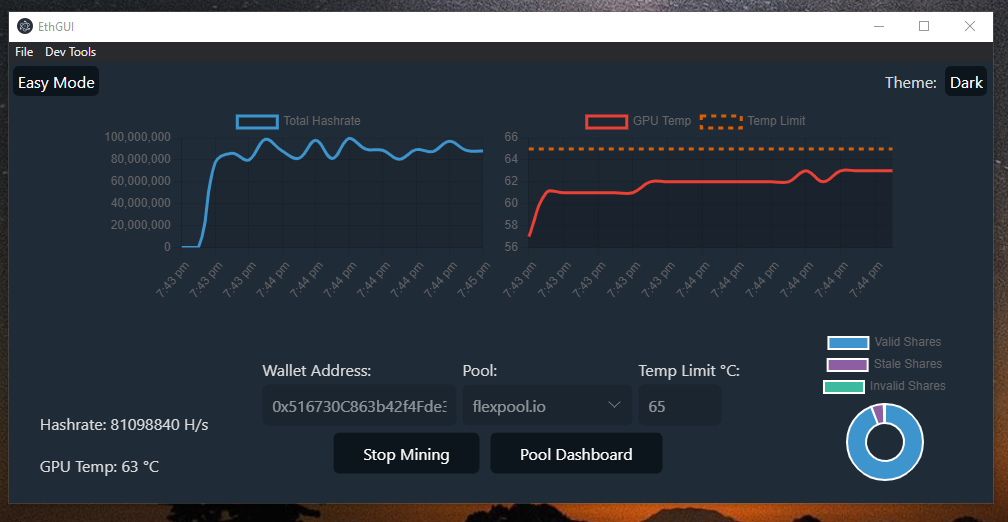 EthGUI
File Dev Tools
Easy Mode
Theme: Dark
Total Hashrate
100,000,000
80,000,000
60,000,000
40,000,000
20,000,000
0
7:43 pm 7:43 pm 7:43 pm 7:44 pm 7:44 pm 7:44 pm 7:44 pm 7:44 pm 7:44 pm 7:45 pm
GPU Temp Temp Limit
66
64
62
60
58
56
7:43 pm 7:43 pm 7:43 pm 7:44 pm 7:44 pm 7:44 pm 7:44 pm 7:44 pm 7:44 pm 7:44 pm 7:44 pm
Valid Shares
Stale Shares
Invalid Shares
Wallet Address: Pool: Temp Limit °C:
0x516730C863b42f4Fde flexpool.io 65
Hashrate: 81098840 H/s
Stop Mining Pool Dashboard
GPU Temp: 63 °C